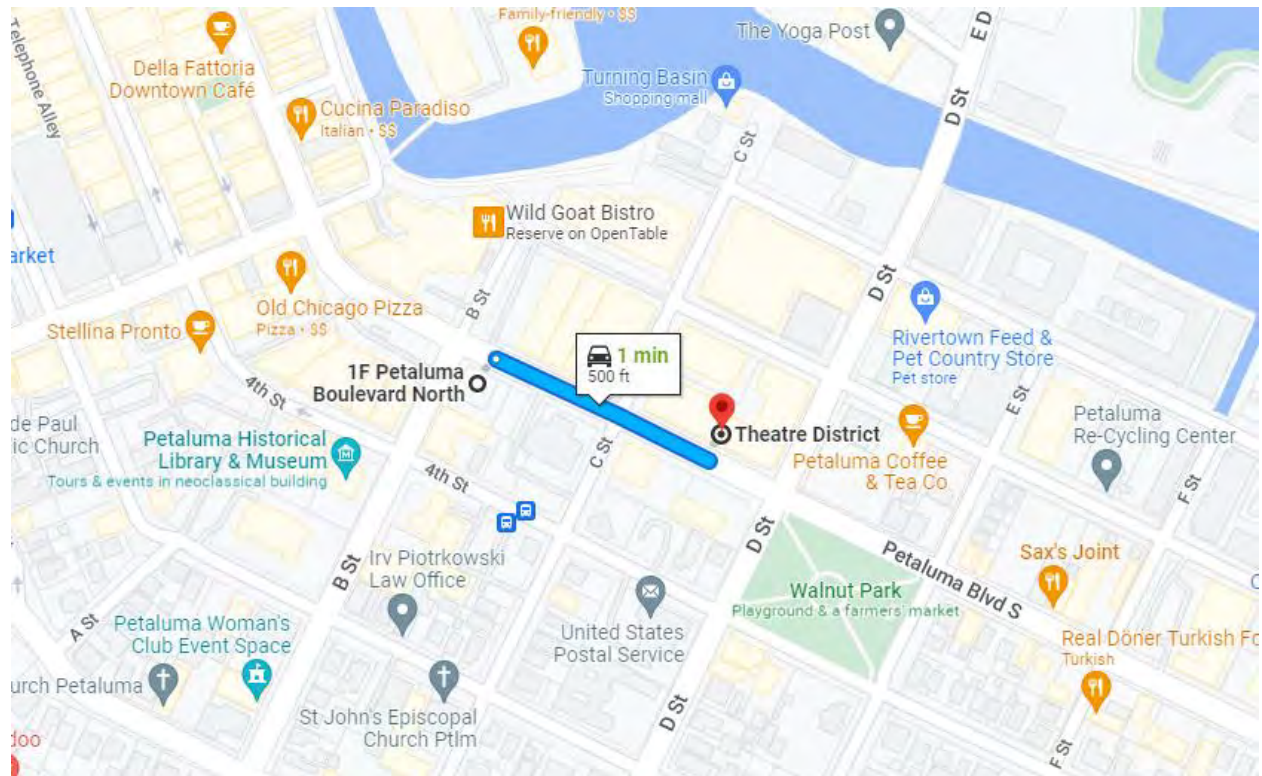 Family-friendly • $$
The Yoga Post
E D
Telephone Alley
Della Fattoria
Downtown Café
Turning Basin
Shopping mall
D St
Cucina Paradiso
Italian • $$
C St
Wild Goat Bistro
Reserve on OpenTable
arket
D St
B St
Old Chicago Pizza
Pizza • $$
Stellina Pronto
Rivertown Feed &
Pet Country Store
Pet store
1 min
500 ft
1F Petaluma
Boulevard North
4th St
E St
de Paul
ic Church
Petaluma
Re-Cycling Center
Theatre District
Petaluma Historical
Library & Museum
Tours & events in neoclassical building
C St
Petaluma Coffee
& Tea Co
4th St
F St
D St
Irv Piotrkowski
Law Office
B St
Petaluma Blvd S
Sax's Joint
Walnut Park
Playground & a farmers' market
A St
Petaluma Woman's
Club Event Space
United States
Postal Service
Real Döner Turkish Fo
Turkish
urch Petaluma
D St
St John's Episcopal
Church Ptlm
doo
F St